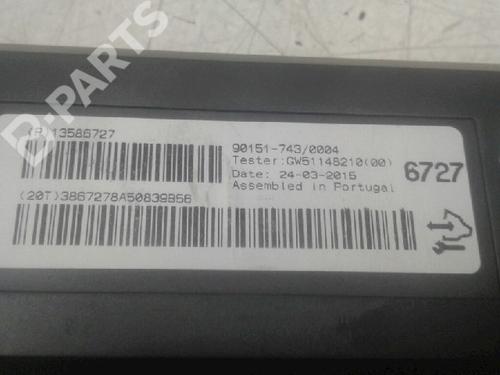 B-PARTS
(P)13586727
90151-743/0004
Tester:GW51148210(00)
Date: 24-03-2015
Assembled in Portugal
6727
(20T)3867278A50839B56